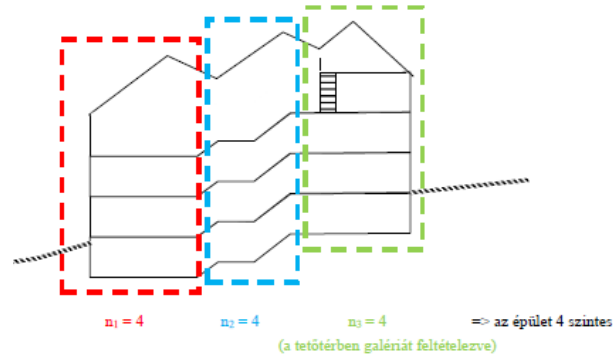 n₁ = 4 n₂ = 4 n₃ = 4 => az épület 4 szintes
(a tetőtérben galériát feltételezve)